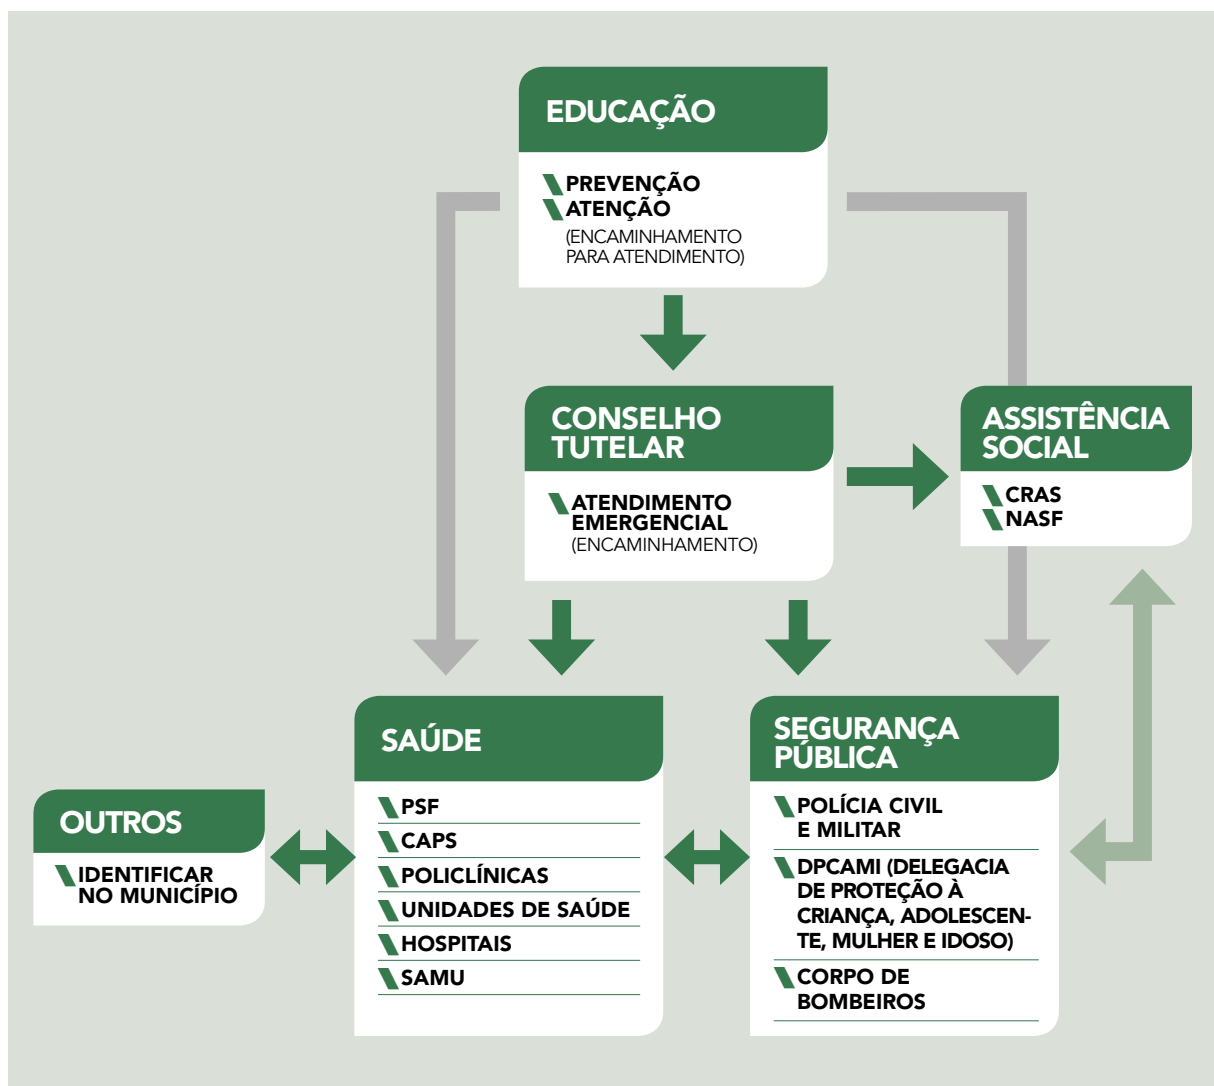 EDUCAÇÃO
PREVENÇÃO
ATENÇÃO
(ENCAMINHAMENTO
PARA ATENDIMENTO)
CONSELHO
TUTELAR
ATENDIMENTO
EMERGENCIAL
(ENCAMINHAMENTO)
ASSISTÊNCIA
SOCIAL
CRAS
NASF
OUTROS
IDENTIFICAR
NO MUNICÍPIO
SAÚDE
PSF
CAPS
POLICLÍNICAS
UNIDADES DE SAÚDE
HOSPITAIS
SAMU
SEGURANÇA
PÚBLICA
POLÍCIA CIVIL
E MILITAR
DPCAMI (DELEGACIA
DE PROTEÇÃO À
CRIANÇA, ADOLESCEN-
TE, MULHER E IDOSO)
CORPO DE
BOMBEIROS